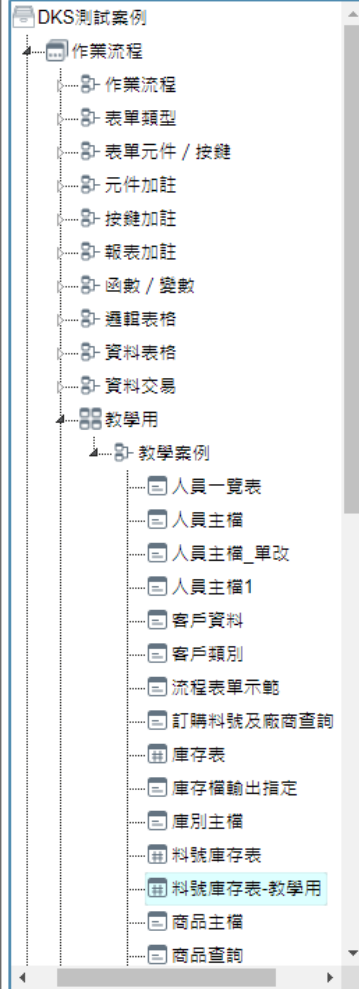 DKS測試案例
作業流程
作業流程
表單類型
表單元件 / 按鍵
元件加註
按鍵加註
報表加註
函數 / 變數
邏輯表格
資料表格
資料交易
教學用
教學案例
人員一覽表
人員主檔
人員主檔_單改
人員主檔1
客戶資料
客戶類別
流程表單示範
訂購料號及廠商查詢
庫存表
庫存檔輸出指定
庫別主檔
料號庫存表
料號庫存表-教學用
商品主檔
商品查詢